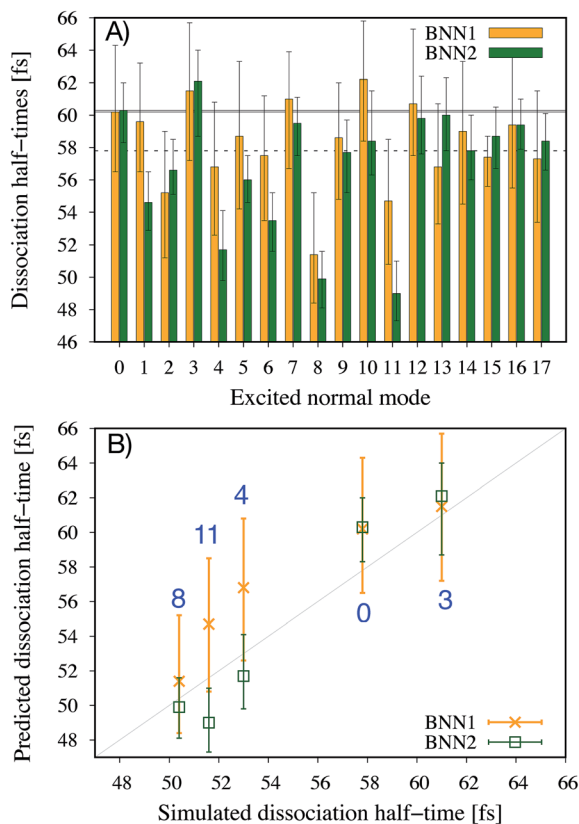 A)
BNN1
BNN2
Dissociation half-times [fs]
66
64
62
60
58
56
54
52
50
48
46
0 1 2 3 4 5 6 7 8 9 10 11 12 13 14 15 16 17
Excited normal mode
B)
Predicted dissociation half-time [fs]
66
64
62
60
58
56
54
52
50
48
8
11
4
0
3
BNN1
BNN2
48 50 52 54 56 58 60 62 64 66
Simulated dissociation half-time [fs]